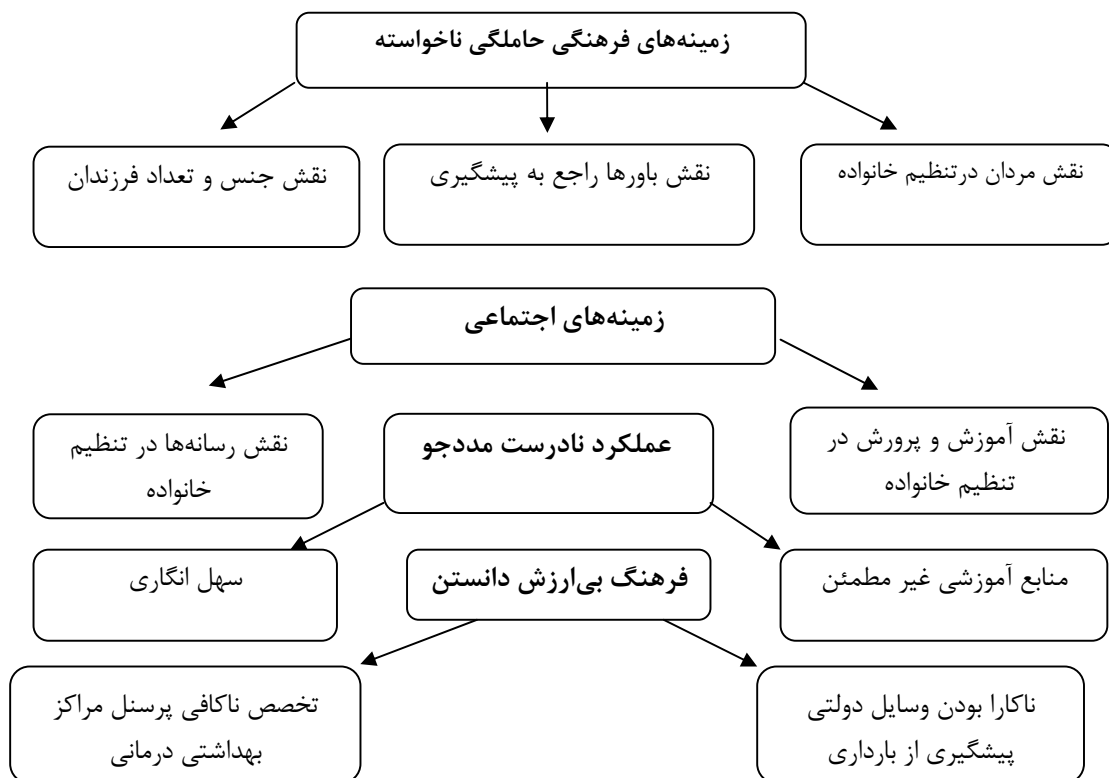 زمینه‌های فرهنگی حاملگی ناخواسته
نقش مردان درتنظیم خانواده
نقش باورها راجع به پیشگیری
نقش جنس و تعداد فرزندان
زمینه‌های اجتماعی
نقش آموزش و پرورش در
تنظیم خانواده
عملکرد نادرست مددجو
نقش رسانه‌ها در تنظیم
خانواده
منابع آموزشی غیر مطمئن
فرهنگ بی‌ارزش دانستن
سهل انگاری
ناکارا بودن وسایل دولتی
پیشگیری از بارداری
تخصص ناکافی پرسنل مراکز
بهداشتی درمانی